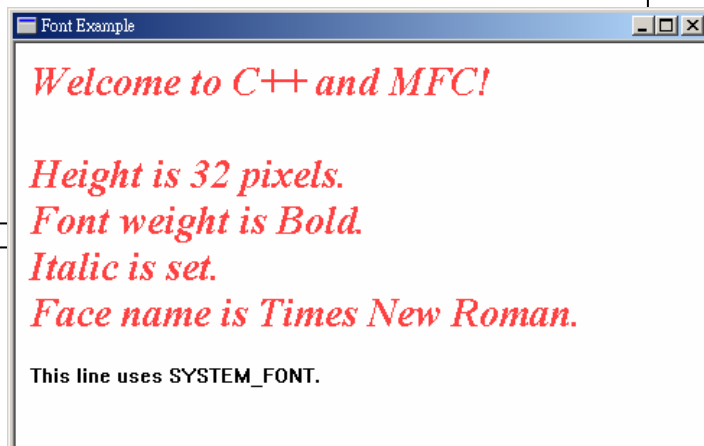 Font Example
Welcome to C++ and MFC!
Height is 32 pixels.
Font weight is Bold.
Italic is set.
Face name is Times New Roman.
This line uses SYSTEM_FONT.